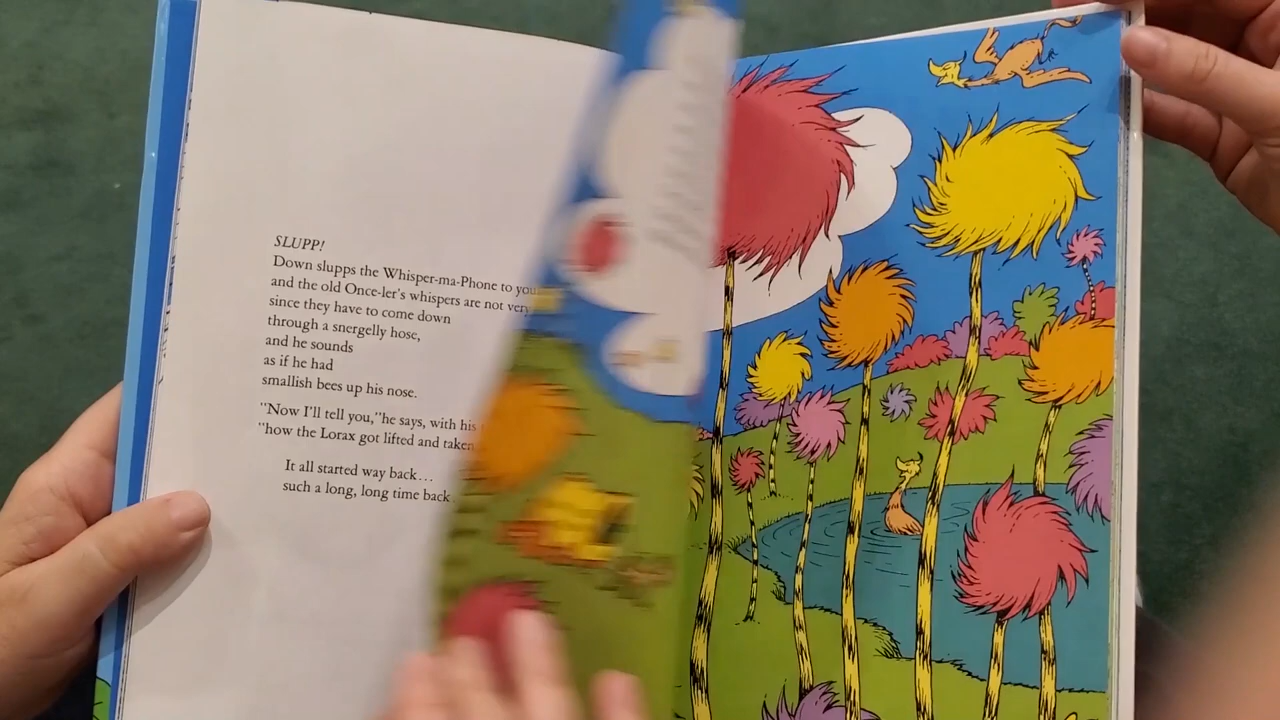 SLUPP!
Down slupps the Whisper-ma-Phone to you
and the old Once-ler's whispers are not very
since they have to come down
through a snergelly hose,
and he sounds
as if he had
smallish bees up his nose.
"Now I'll tell you,"he says, with his
"how the Lorax got lifted and taken
It all started way back...
such a long, long time back